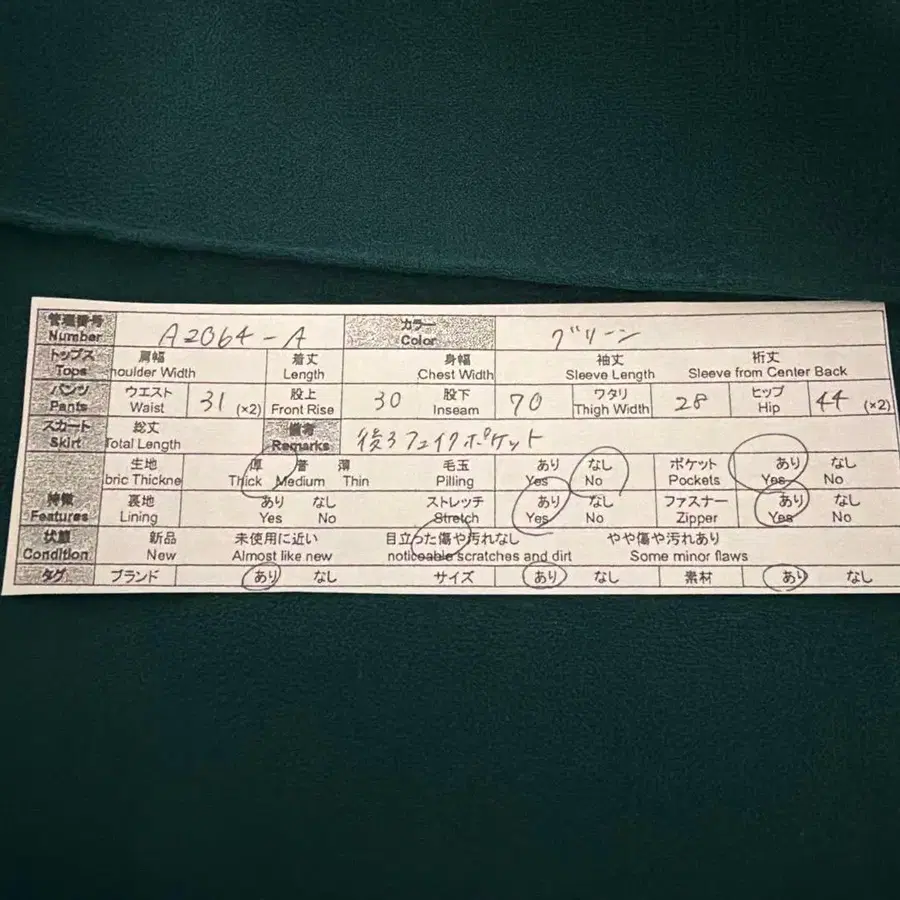 管理番号 A2064-A カラー グリーン
Number Color
トップス 肩幅 着丈 身幅 袖丈 裄丈
Tops houlder Width Length Chest Width Sleeve Length Sleeve from Center Back
パンツ ウエスト 31 (×2) 股上 30 股下 70 ワタリ 28 ヒップ 44 (×2)
Pants Waist Front Rise Inseam Thigh Width Hip
スカート 総丈 備考 後ろフェイクポケット
Skirt Total Length Remarks
生地 厚 普 薄 毛玉 あり なし ポケット あり なし
bric Thickne Thick Medium Thin Pilling Yes No Pockets Yes No
特徴 裏地 あり なし ストレッチ あり なし ファスナー あり なし
Features Lining Yes No Stretch Yes No Zipper Yes No
状態 新品 未使用に近い 目立った傷や汚れなし やや傷や汚れあり
Condition New Almost like new noticeable scratches and dirt Some minor flaws
タグ ブランド あり なし サイズ あり なし 素材 あり なし